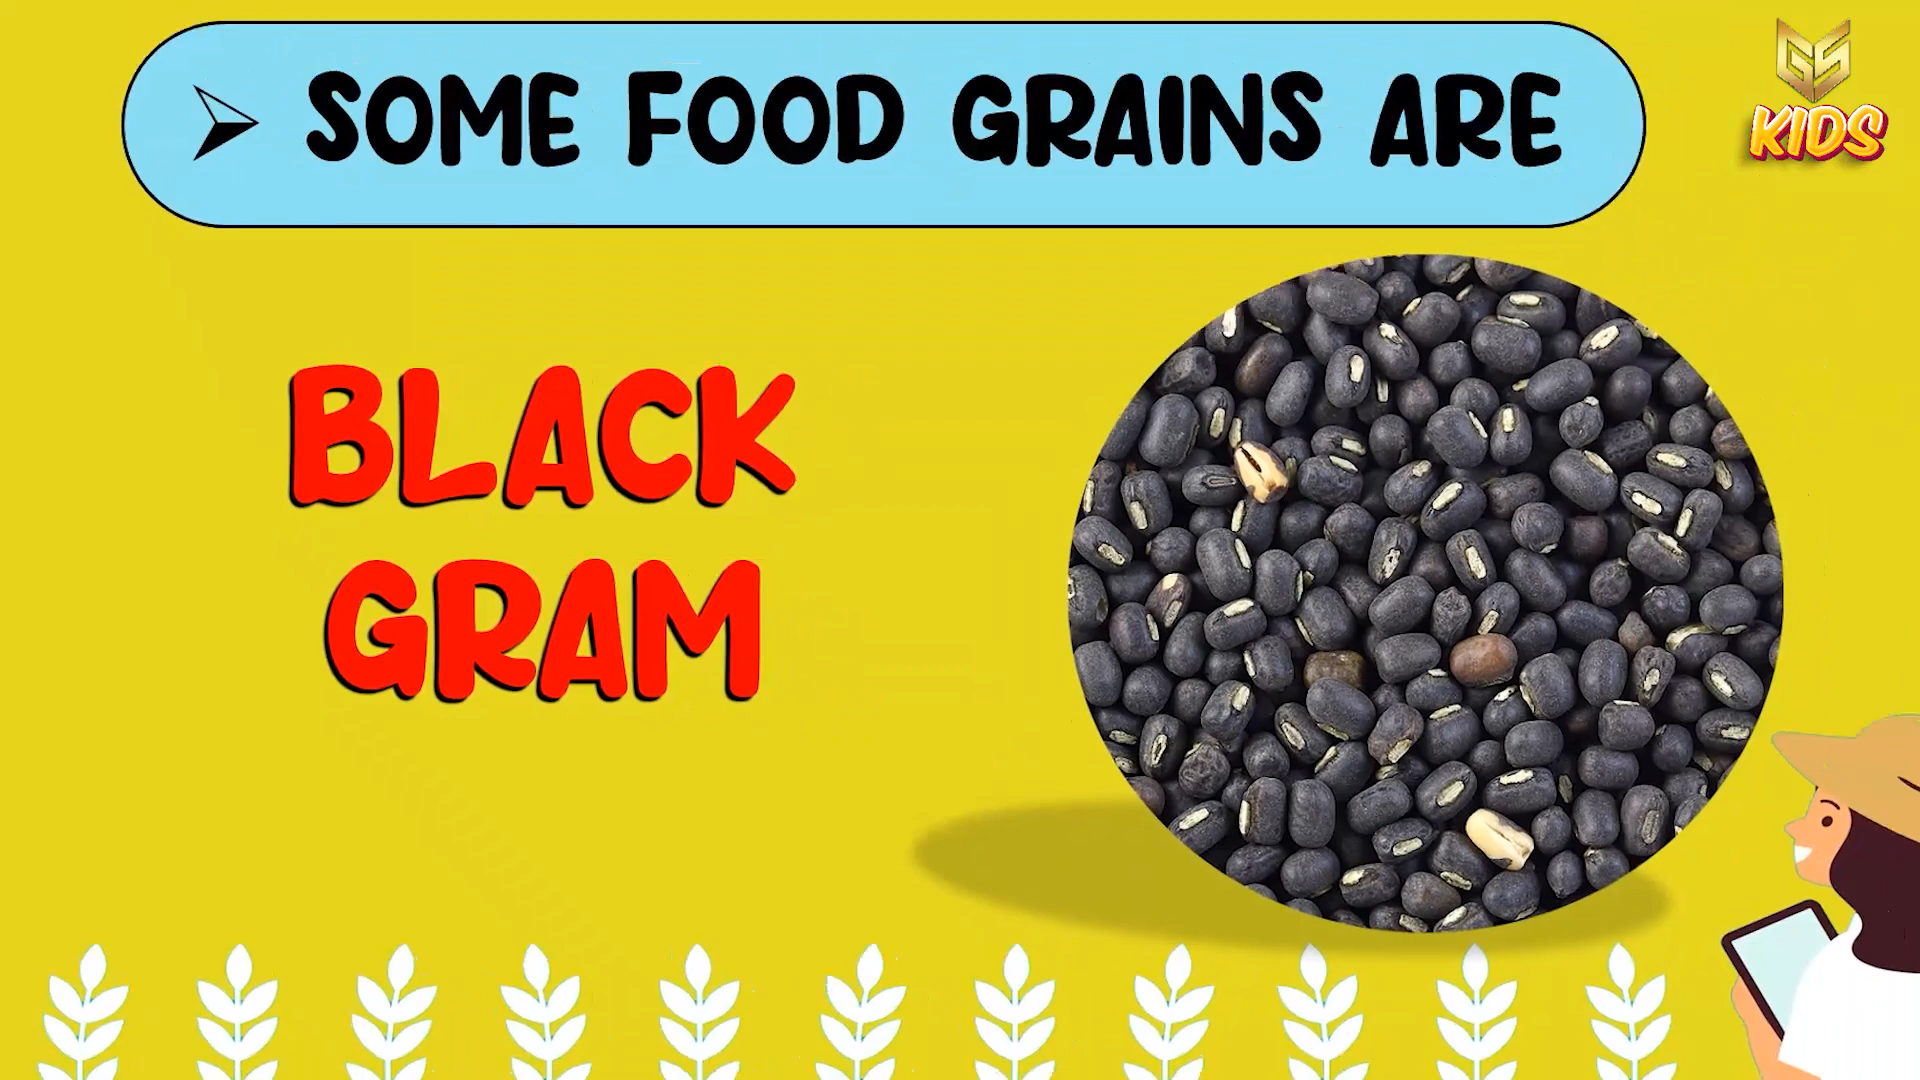 ➢ SOME FOOD GRAINS ARE
GS
KIDS
BLACK
GRAM